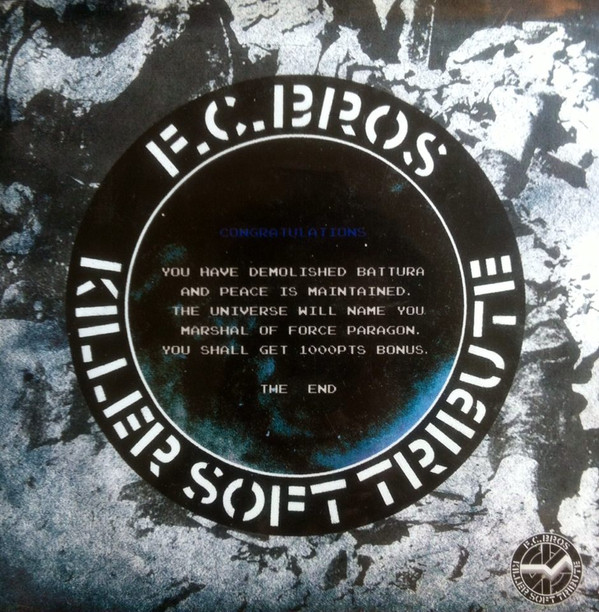 F.C.BROS
KILLER SOFT TRIBUTE
CONGRATULATIONS
YOU HAVE DEMOLISHED BATTURA
AND PEACE IS MAINTAINED.
THE UNIVERSE WILL NAME YOU
MARSHAL OF FORCE PARAGON.
YOU SHALL GET 1000PTS BONUS.
THE END
F.C.BROS
KILLER SOFT TRIBUTE